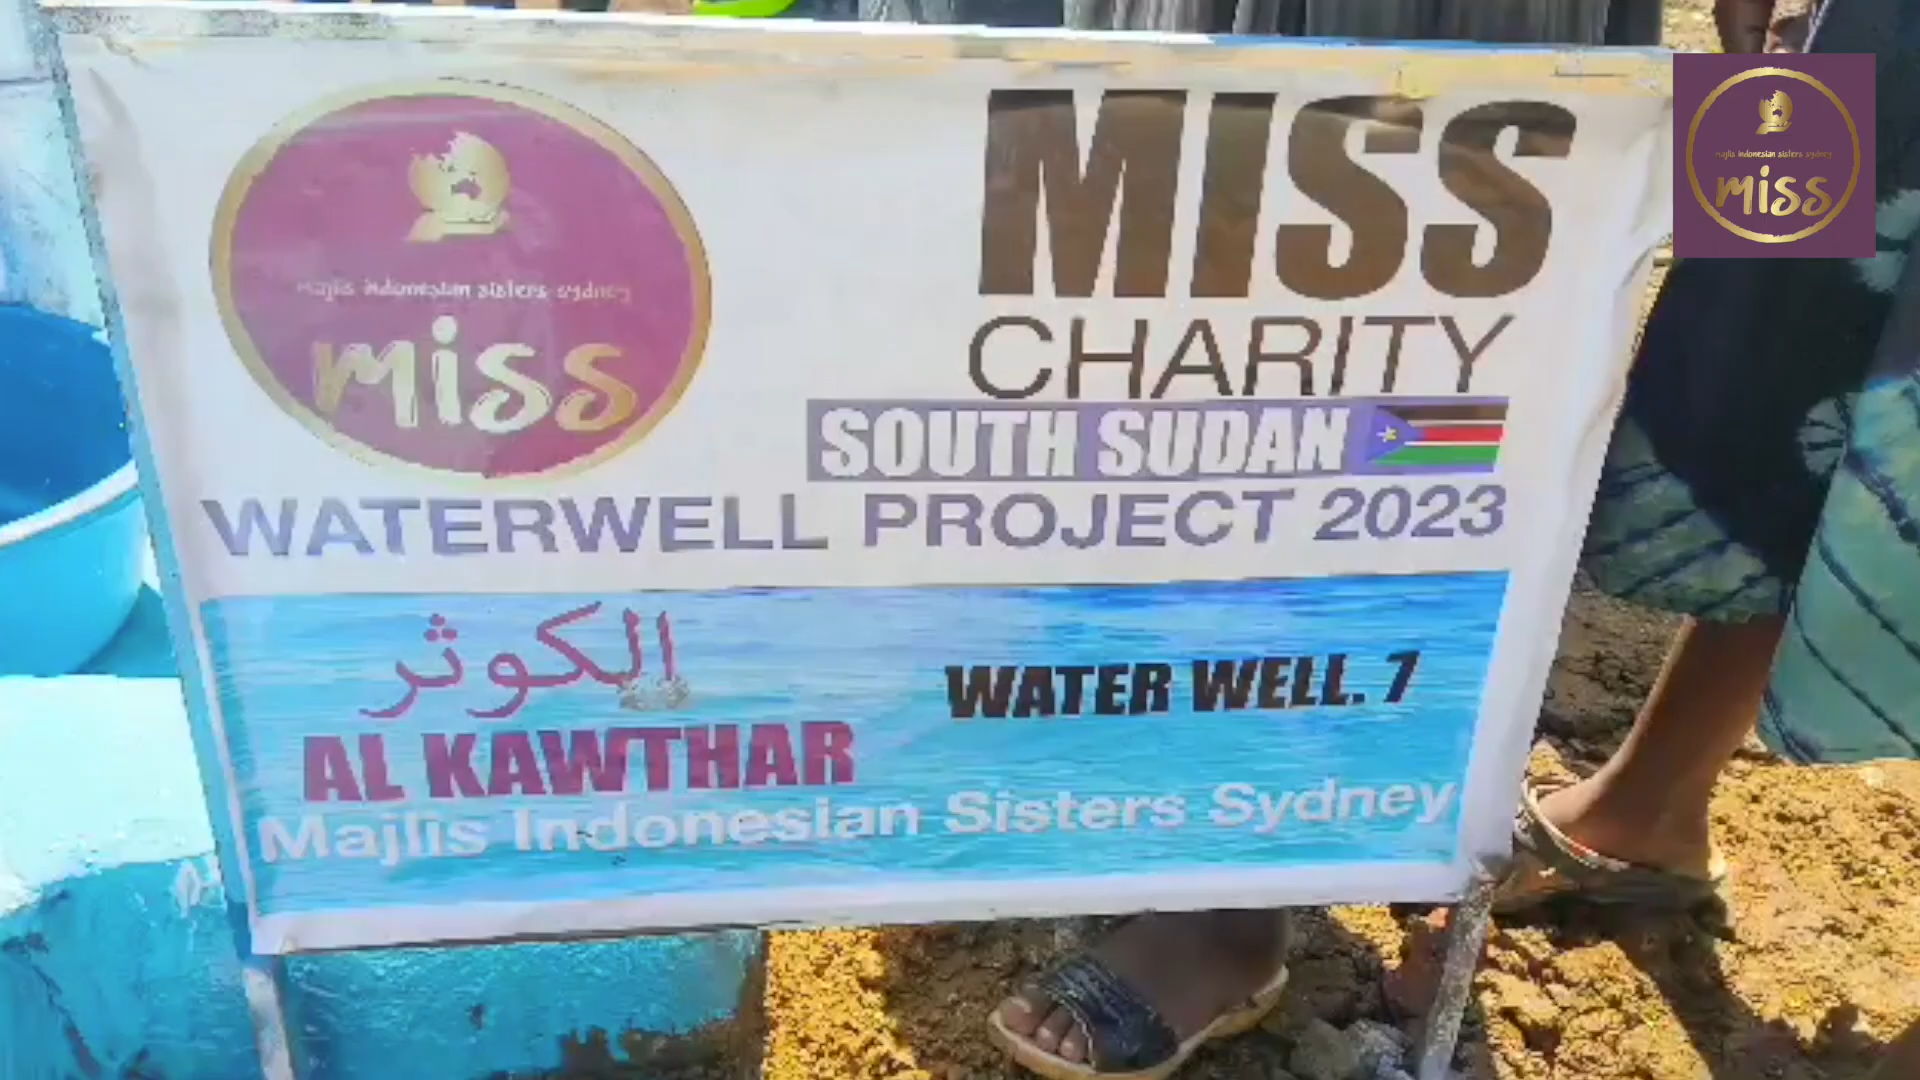 majlis indonesian sisters sydney
miss
MISS
CHARITY
SOUTH SUDAN
WATERWELL PROJECT 2023
الكوثر
AL KAWTHAR
WATER WELL. 7
Majlis Indonesian Sisters Sydney
majlis indonesian sisters sydney
miss